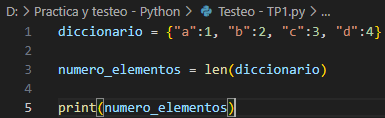 D: > Practica y testeo - Python > Testeo - TP1.py > ...
1 diccionario = {"a":1, "b":2, "c":3, "d":4}
2
3 numero_elementos = len(diccionario)
4
5 print(numero_elementos)